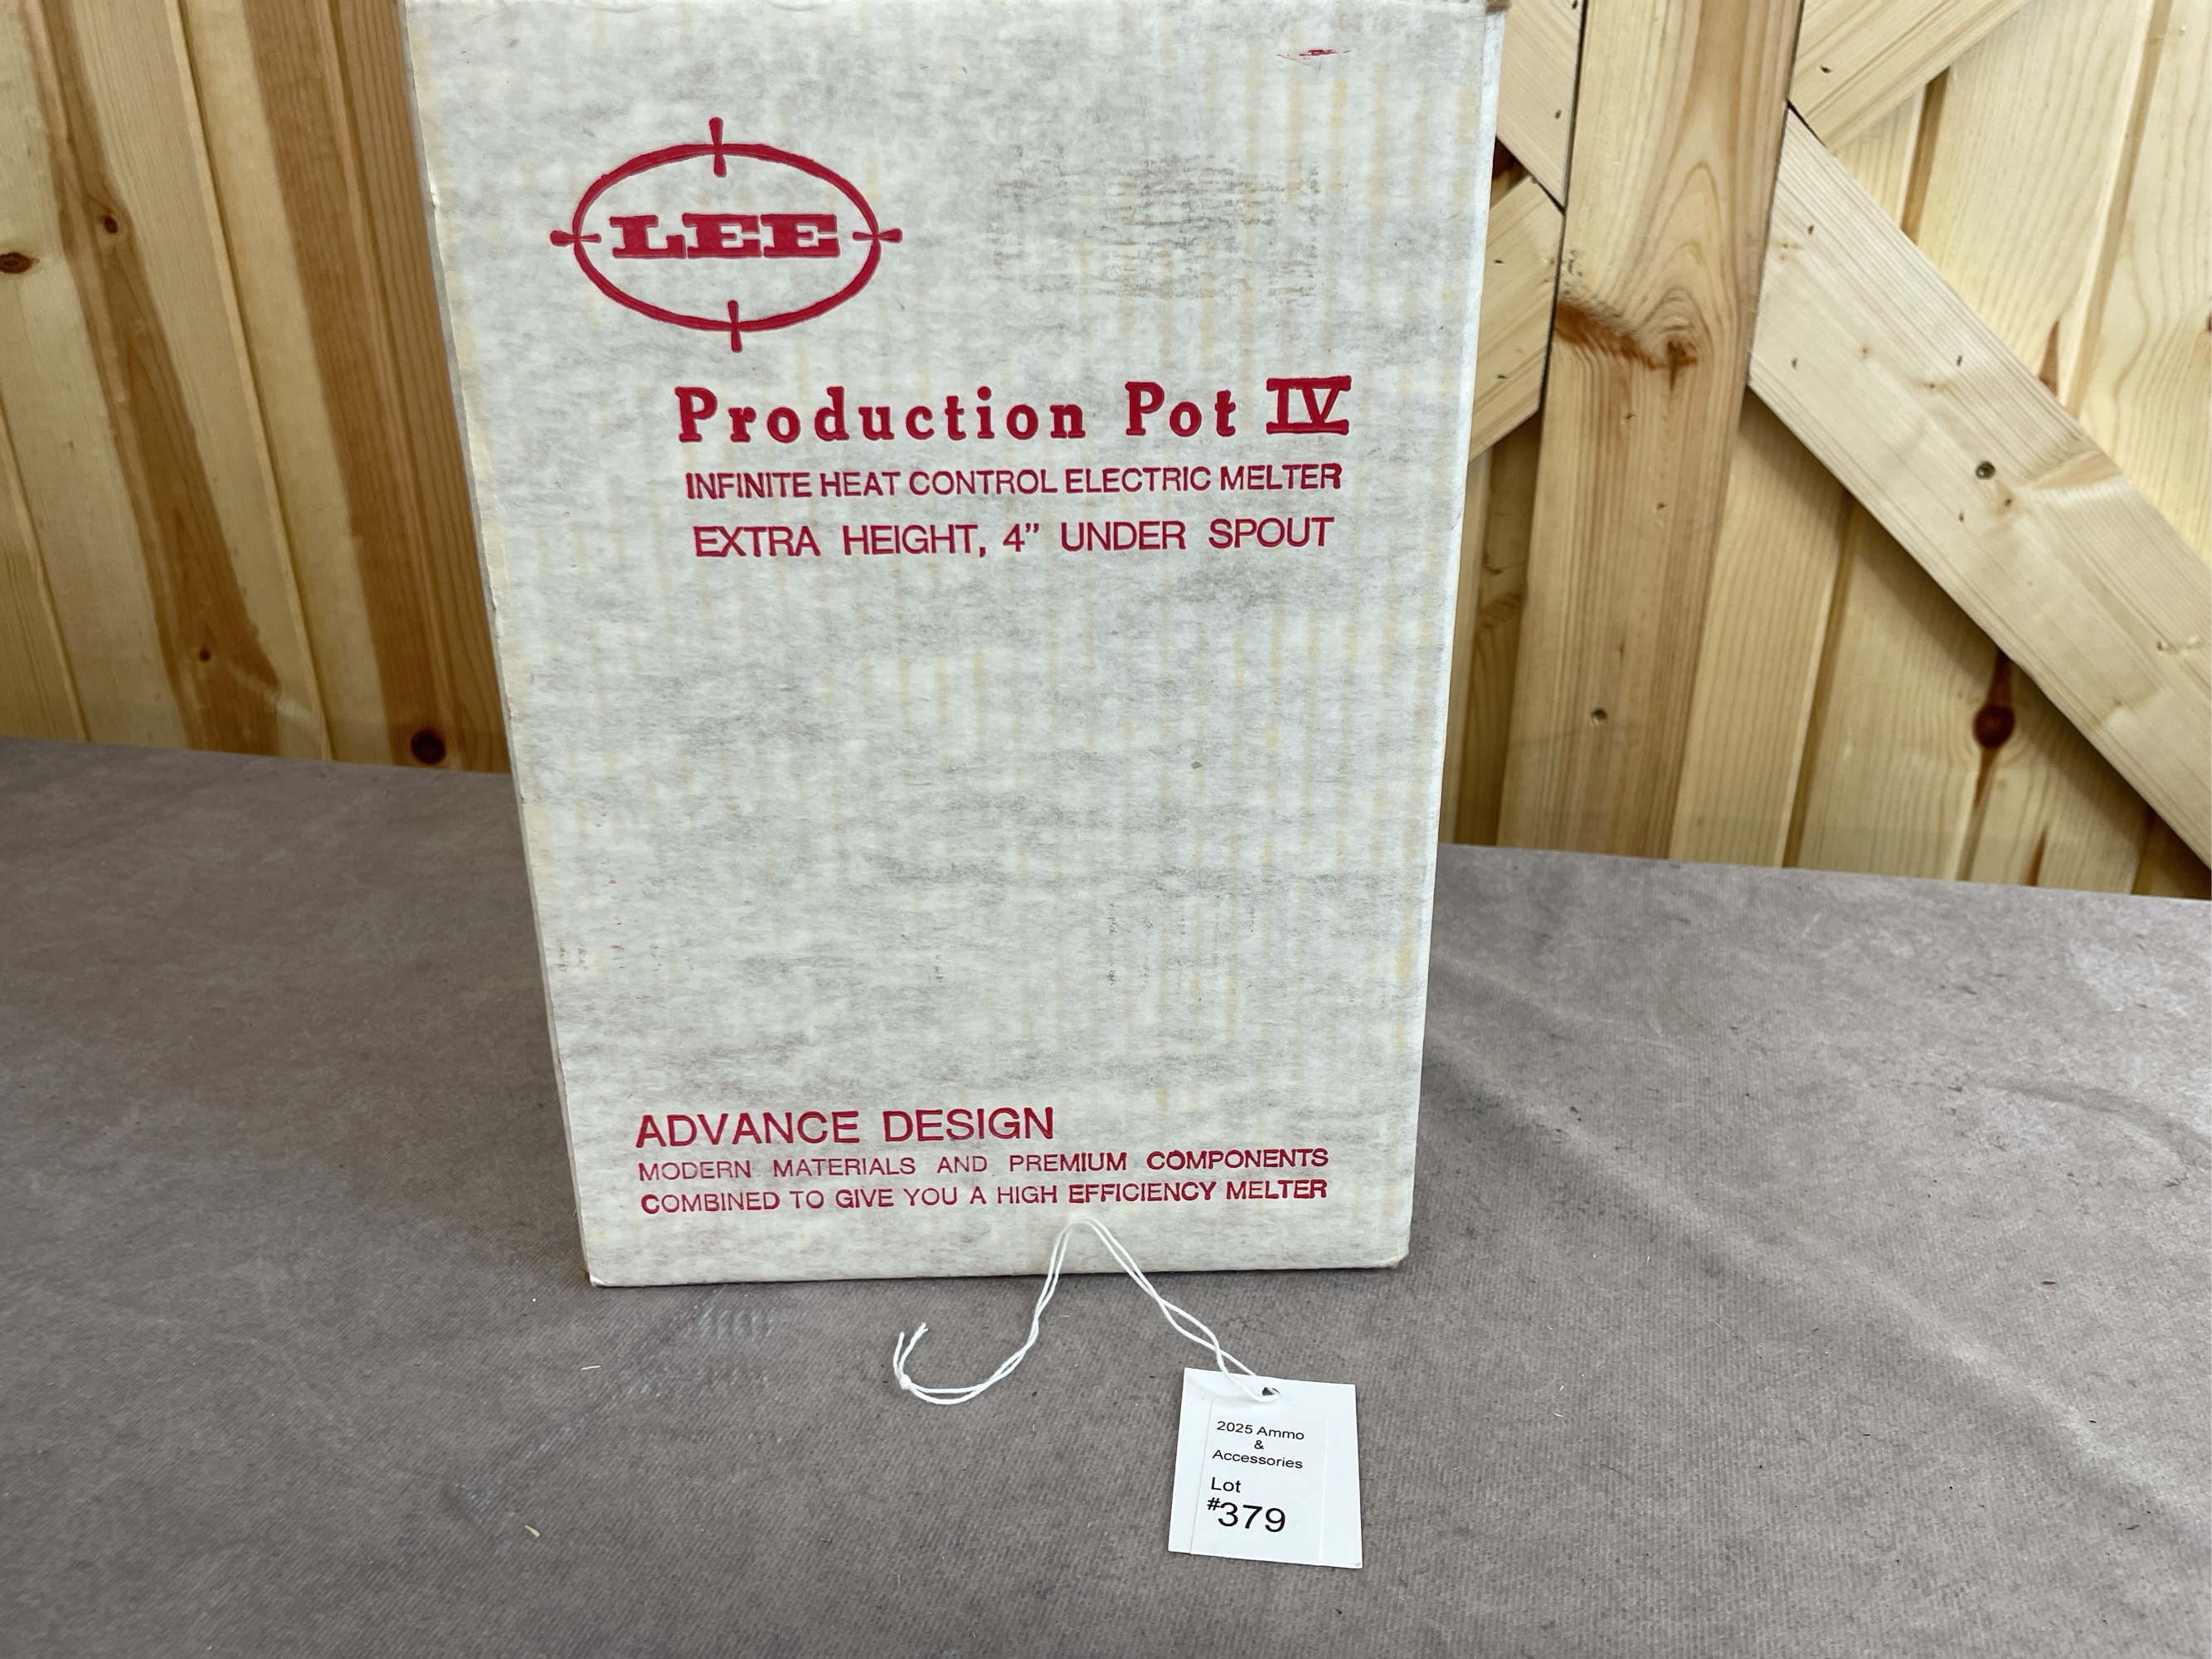 LEE
Production Pot IV
INFINITE HEAT CONTROL ELECTRIC MELTER
EXTRA HEIGHT, 4” UNDER SPOUT
ADVANCE DESIGN
MODERN MATERIALS AND PREMIUM COMPONENTS
COMBINED TO GIVE YOU A HIGH EFFICIENCY MELTER
2025 Ammo
&
Accessories
Lot
#379